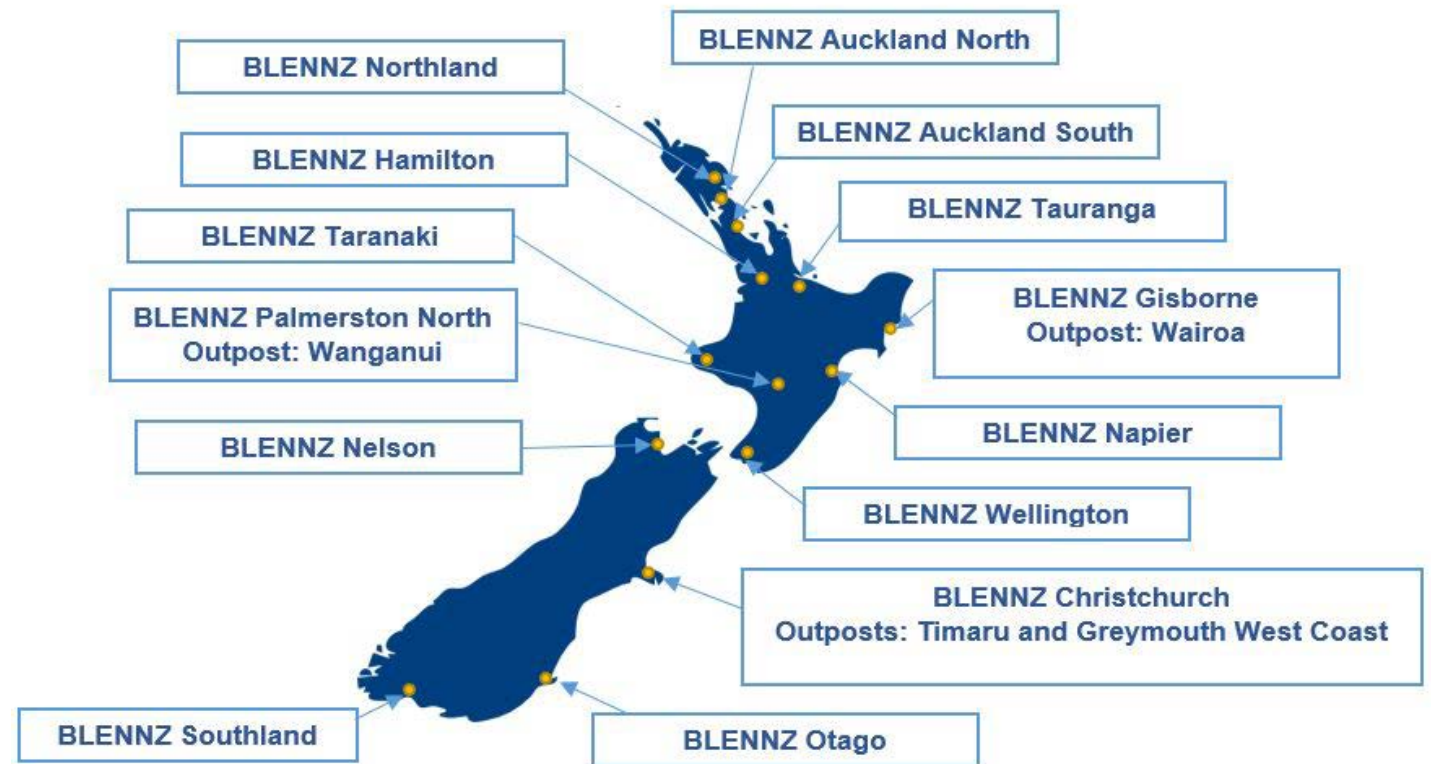 BLENNZ Auckland North
BLENNZ Northland
BLENNZ Auckland South
BLENNZ Hamilton
BLENNZ Tauranga
BLENNZ Taranaki
BLENNZ Gisborne
Outpost: Wairoa
BLENNZ Palmerston North
Outpost: Wanganui
BLENNZ Napier
BLENNZ Nelson
BLENNZ Wellington
BLENNZ Christchurch
Outposts: Timaru and Greymouth West Coast
BLENNZ Southland
BLENNZ Otago